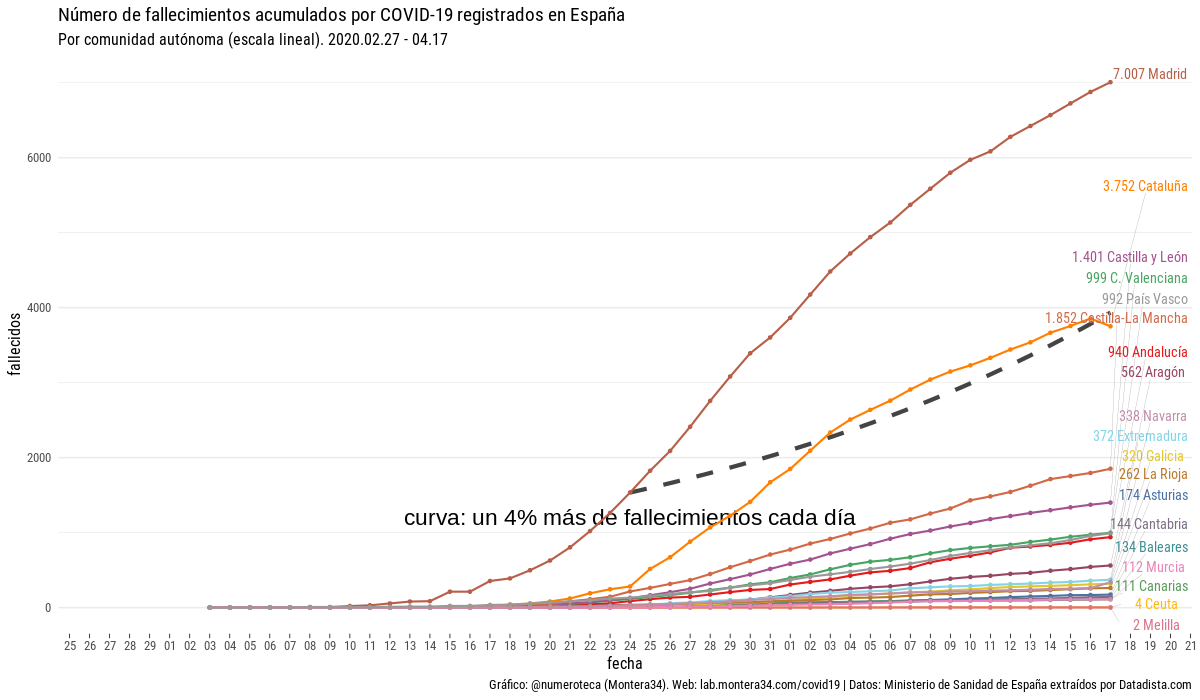 Número de fallecimientos acumulados por COVID-19 registrados en España
Por comunidad autónoma (escala lineal). 2020.02.27 - 04.17
7.007 Madrid
6000
3.752 Cataluña
1.401 Castilla y León
999 C. Valenciana
992 País Vasco
4000
1.852 Castilla-La Mancha
fallecidos
940 Andalucía
562 Aragón
338 Navarra
372 Extremadura
2000
320 Galicia
262 La Rioja
174 Asturias
curva: un 4% más de fallecimientos cada día
144 Cantabria
134 Baleares
112 Murcia
111 Canarias
0
4 Ceuta
2 Melilla
25 26 27 28 29 01 02 03 04 05 06 07 08 09 10 11 12 13 14 15 16 17 18 19 20 21 22 23 24 25 26 27 28 29 30 31 01 02 03 04 05 06 07 08 09 10 11 12 13 14 15 16 17 18 19 20 21
fecha
Gráfico: @numeroteca (Montera34). Web: lab.montera34.com/covid19 | Datos: Ministerio de Sanidad de España extraídos por Datadista.com